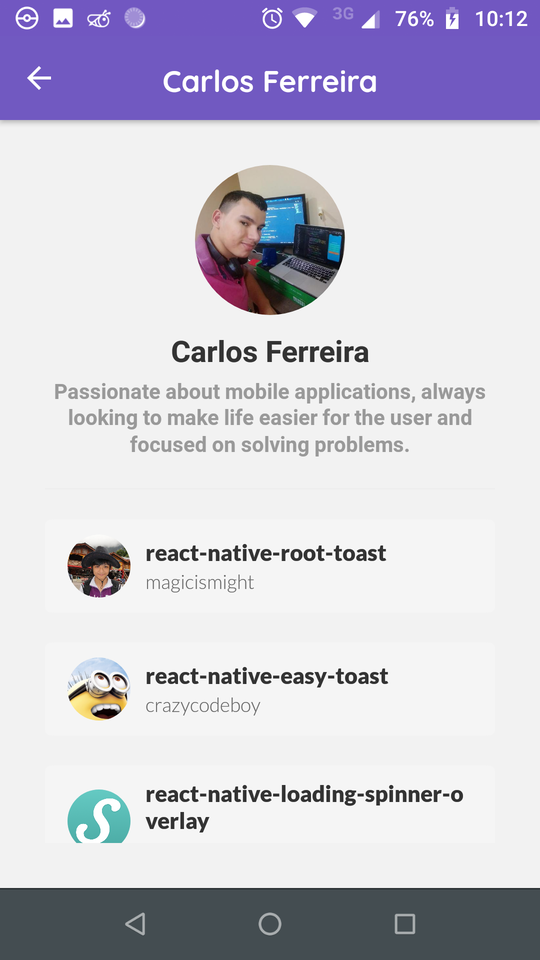 3G 76% 10:12
Carlos Ferreira
Carlos Ferreira
Passionate about mobile applications, always
looking to make life easier for the user and
focused on solving problems.
react-native-root-toast
magicismight
react-native-easy-toast
crazycodeboy
react-native-loading-spinner-o
verlay
S